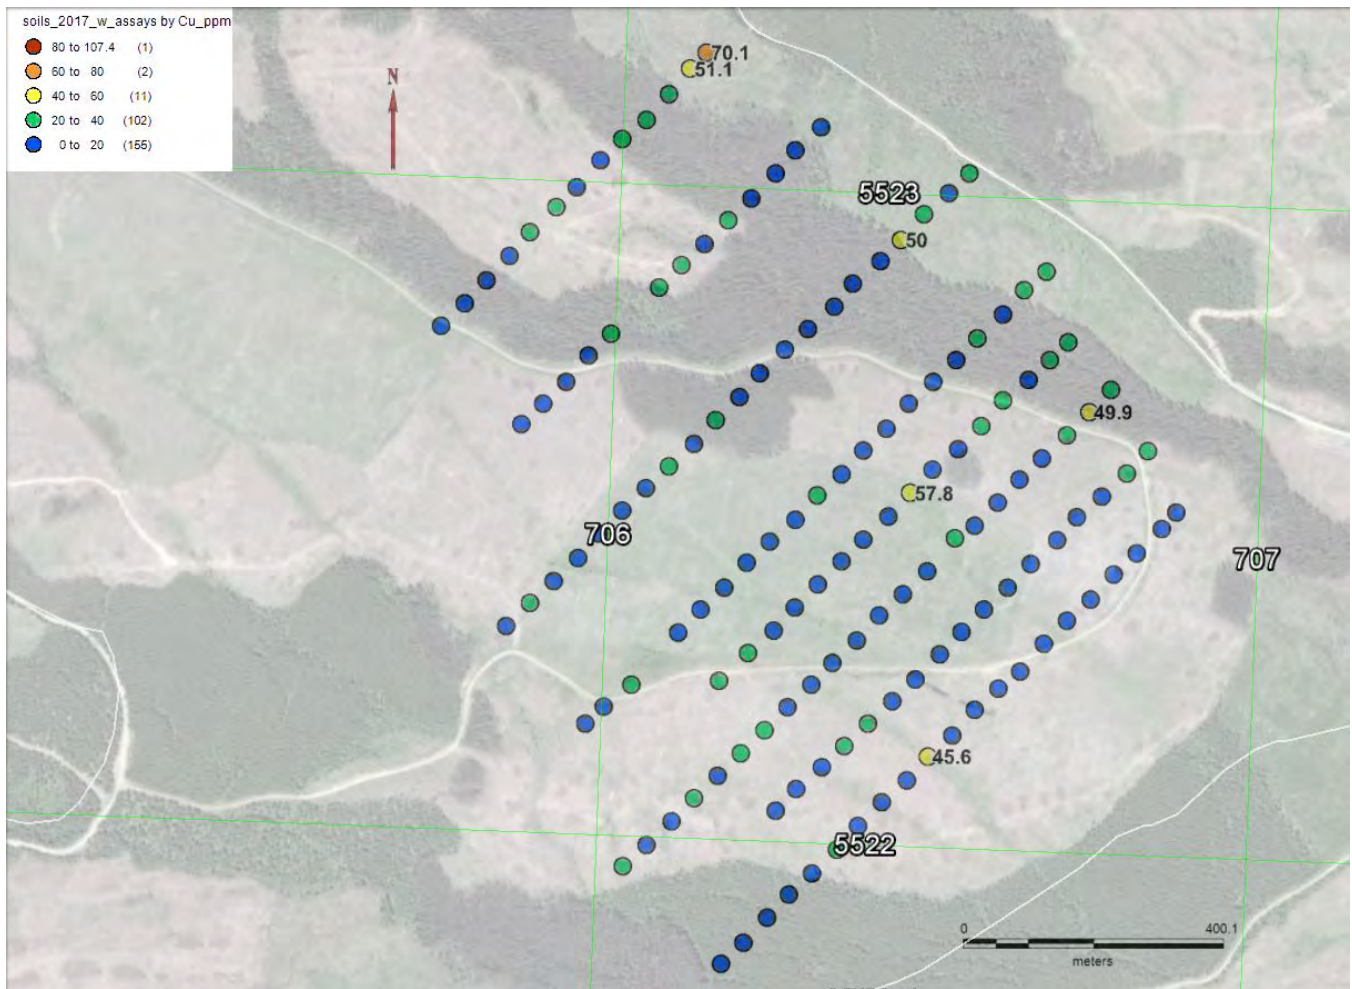 soils_2017_w_assays by Cu_ppm
80 to 107.4 (1)
60 to 80 (2)
40 to 60 (11)
20 to 40 (102)
0 to 20 (155)
N
70.1
51.1
5523
50
49.9
57.8
706
707
45.6
5522
0 400.1
meters